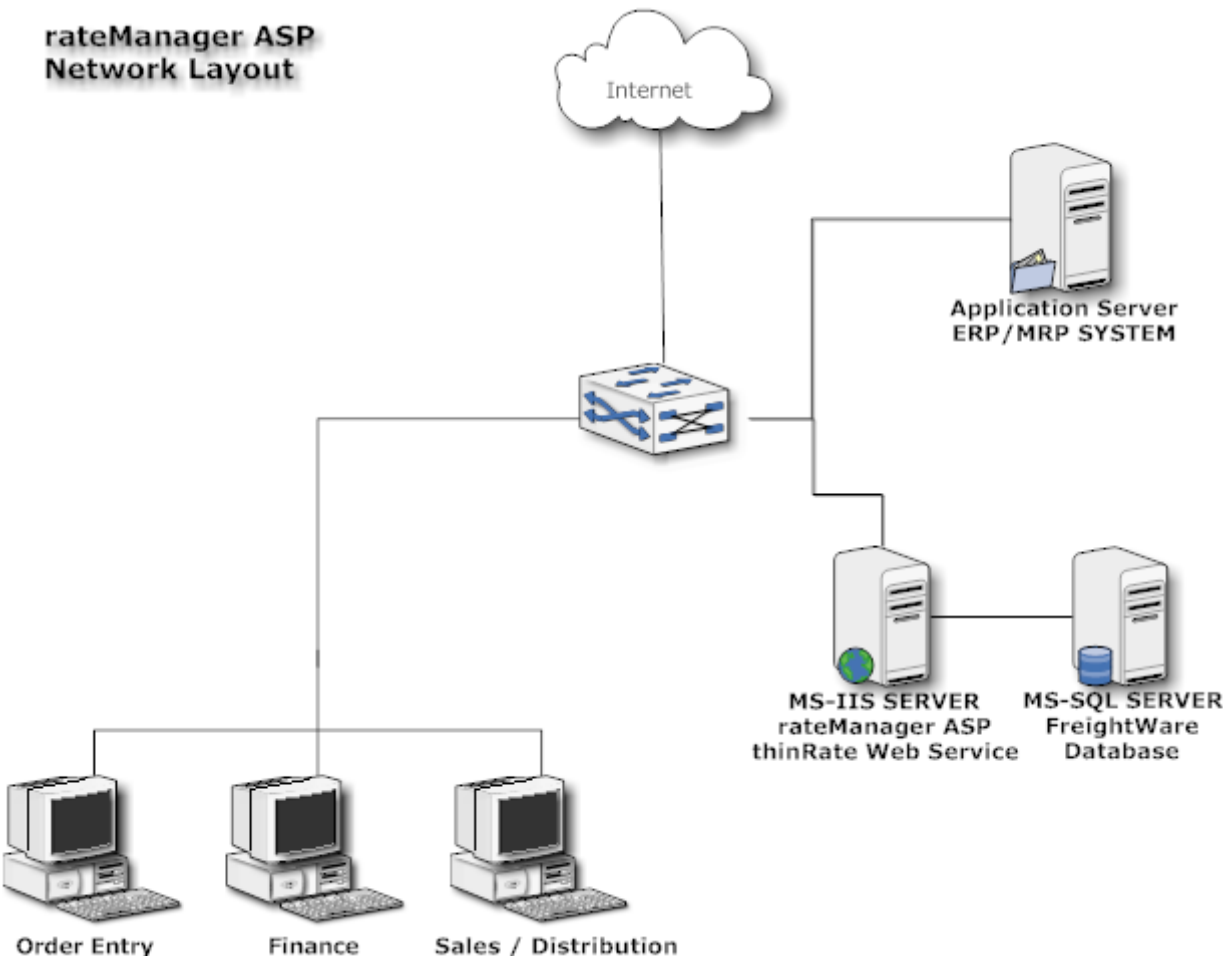 rateManager ASP
Network Layout
Internet
Application Server
ERP/MRP SYSTEM
MS-IIS SERVER
rateManager ASP
thinRate Web Service
MS-SQL SERVER
FreightWare
Database
Order Entry
Finance
Sales / Distribution